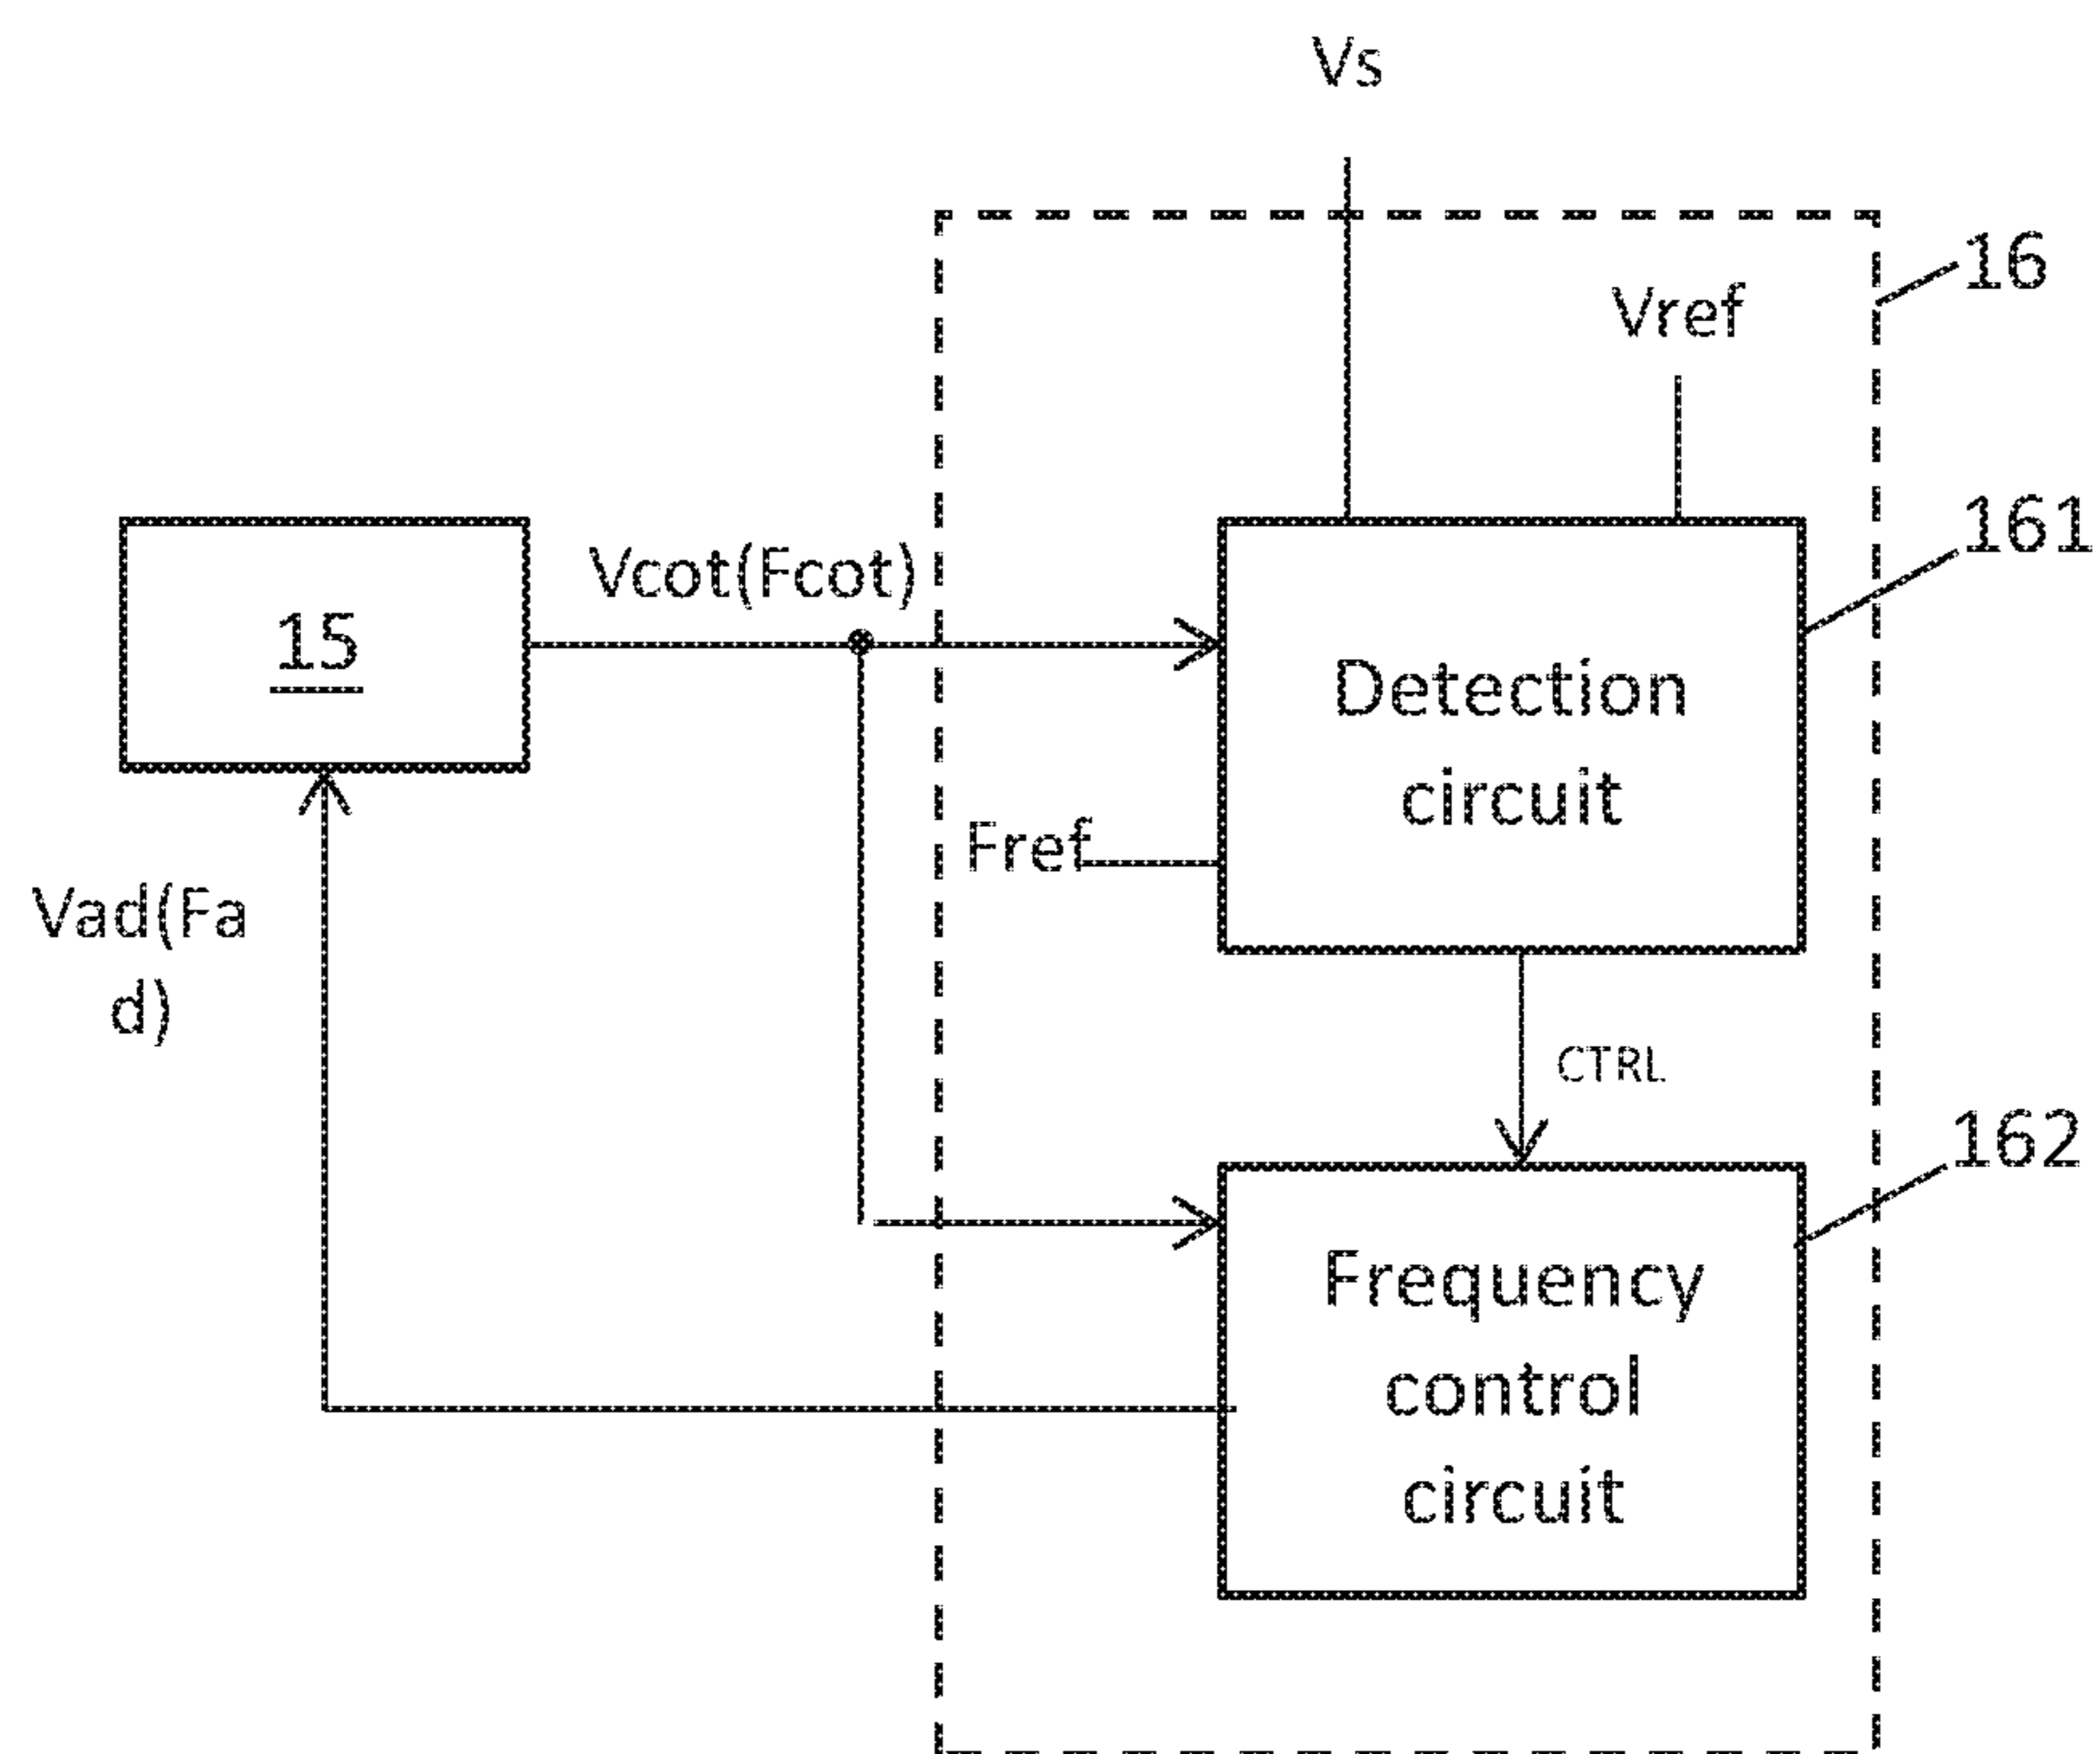 Vs
16
Vref
161
Vcot(Fcot)
15
Detection
circuit
Fref
Vad(Fa
d)
CTRL
162
Frequency
control
circuit